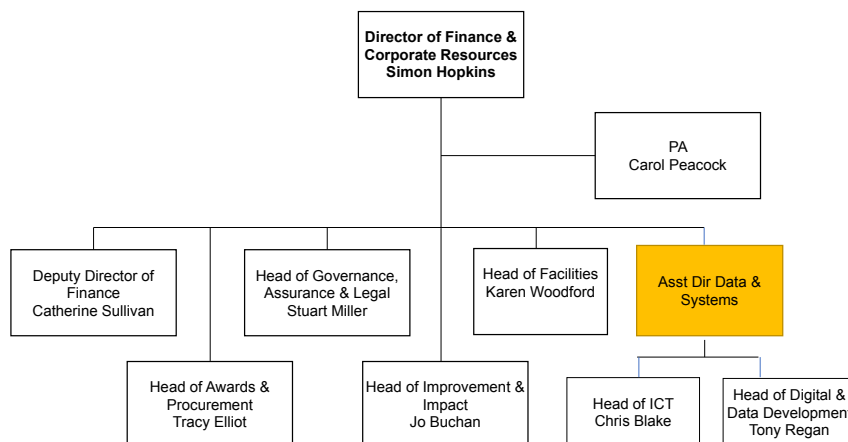 Director of Finance &
Corporate Resources
Simon Hopkins
PA
Carol Peacock
Deputy Director of
Finance
Catherine Sullivan
Head of Governance,
Assurance & Legal
Stuart Miller
Head of Facilities
Karen Woodford
Asst Dir Data &
Systems
Head of Awards &
Procurement
Tracy Elliot
Head of Improvement &
Impact
Jo Buchan
Head of ICT
Chris Blake
Head of Digital &
Data Development
Tony Regan